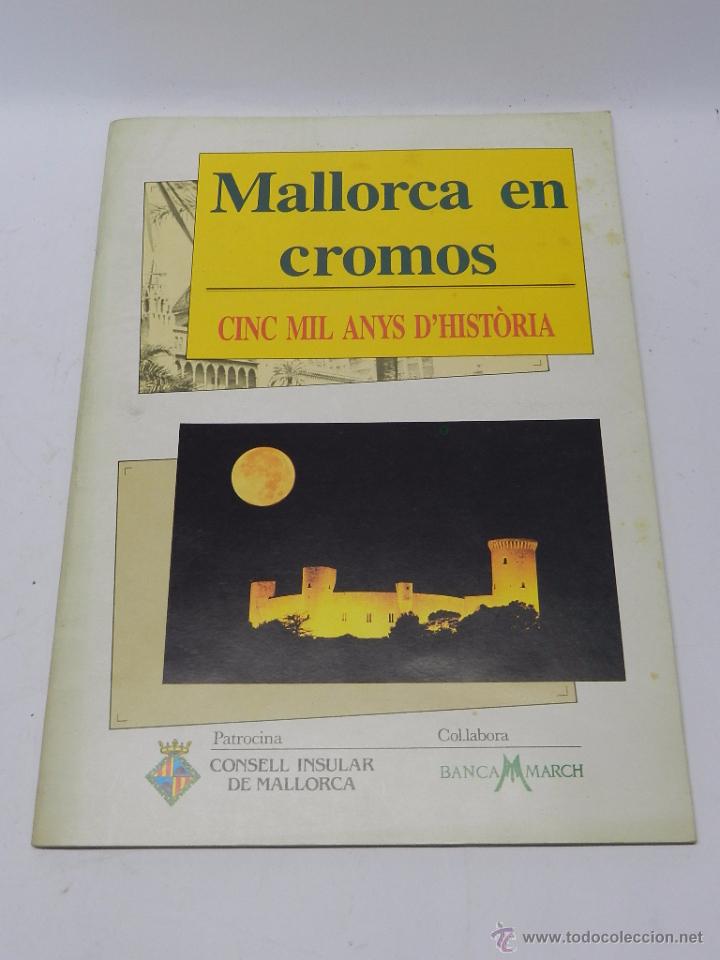 Mallorca en
cromos
CINC MIL ANYS D'HISTÒRIA
Patrocina
CONSELL INSULAR
DE MALLORCA
Col.labora
BANCA MARCH
© www.todocoleccion.net